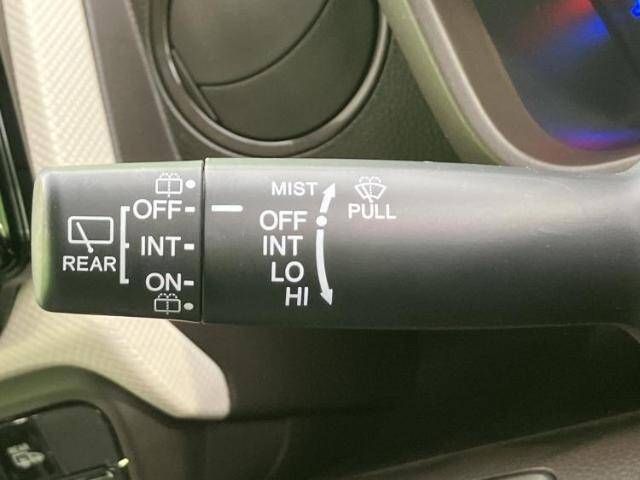 REAR
OFF
INT
ON
MIST
OFF
INT
LO
HI
PULL